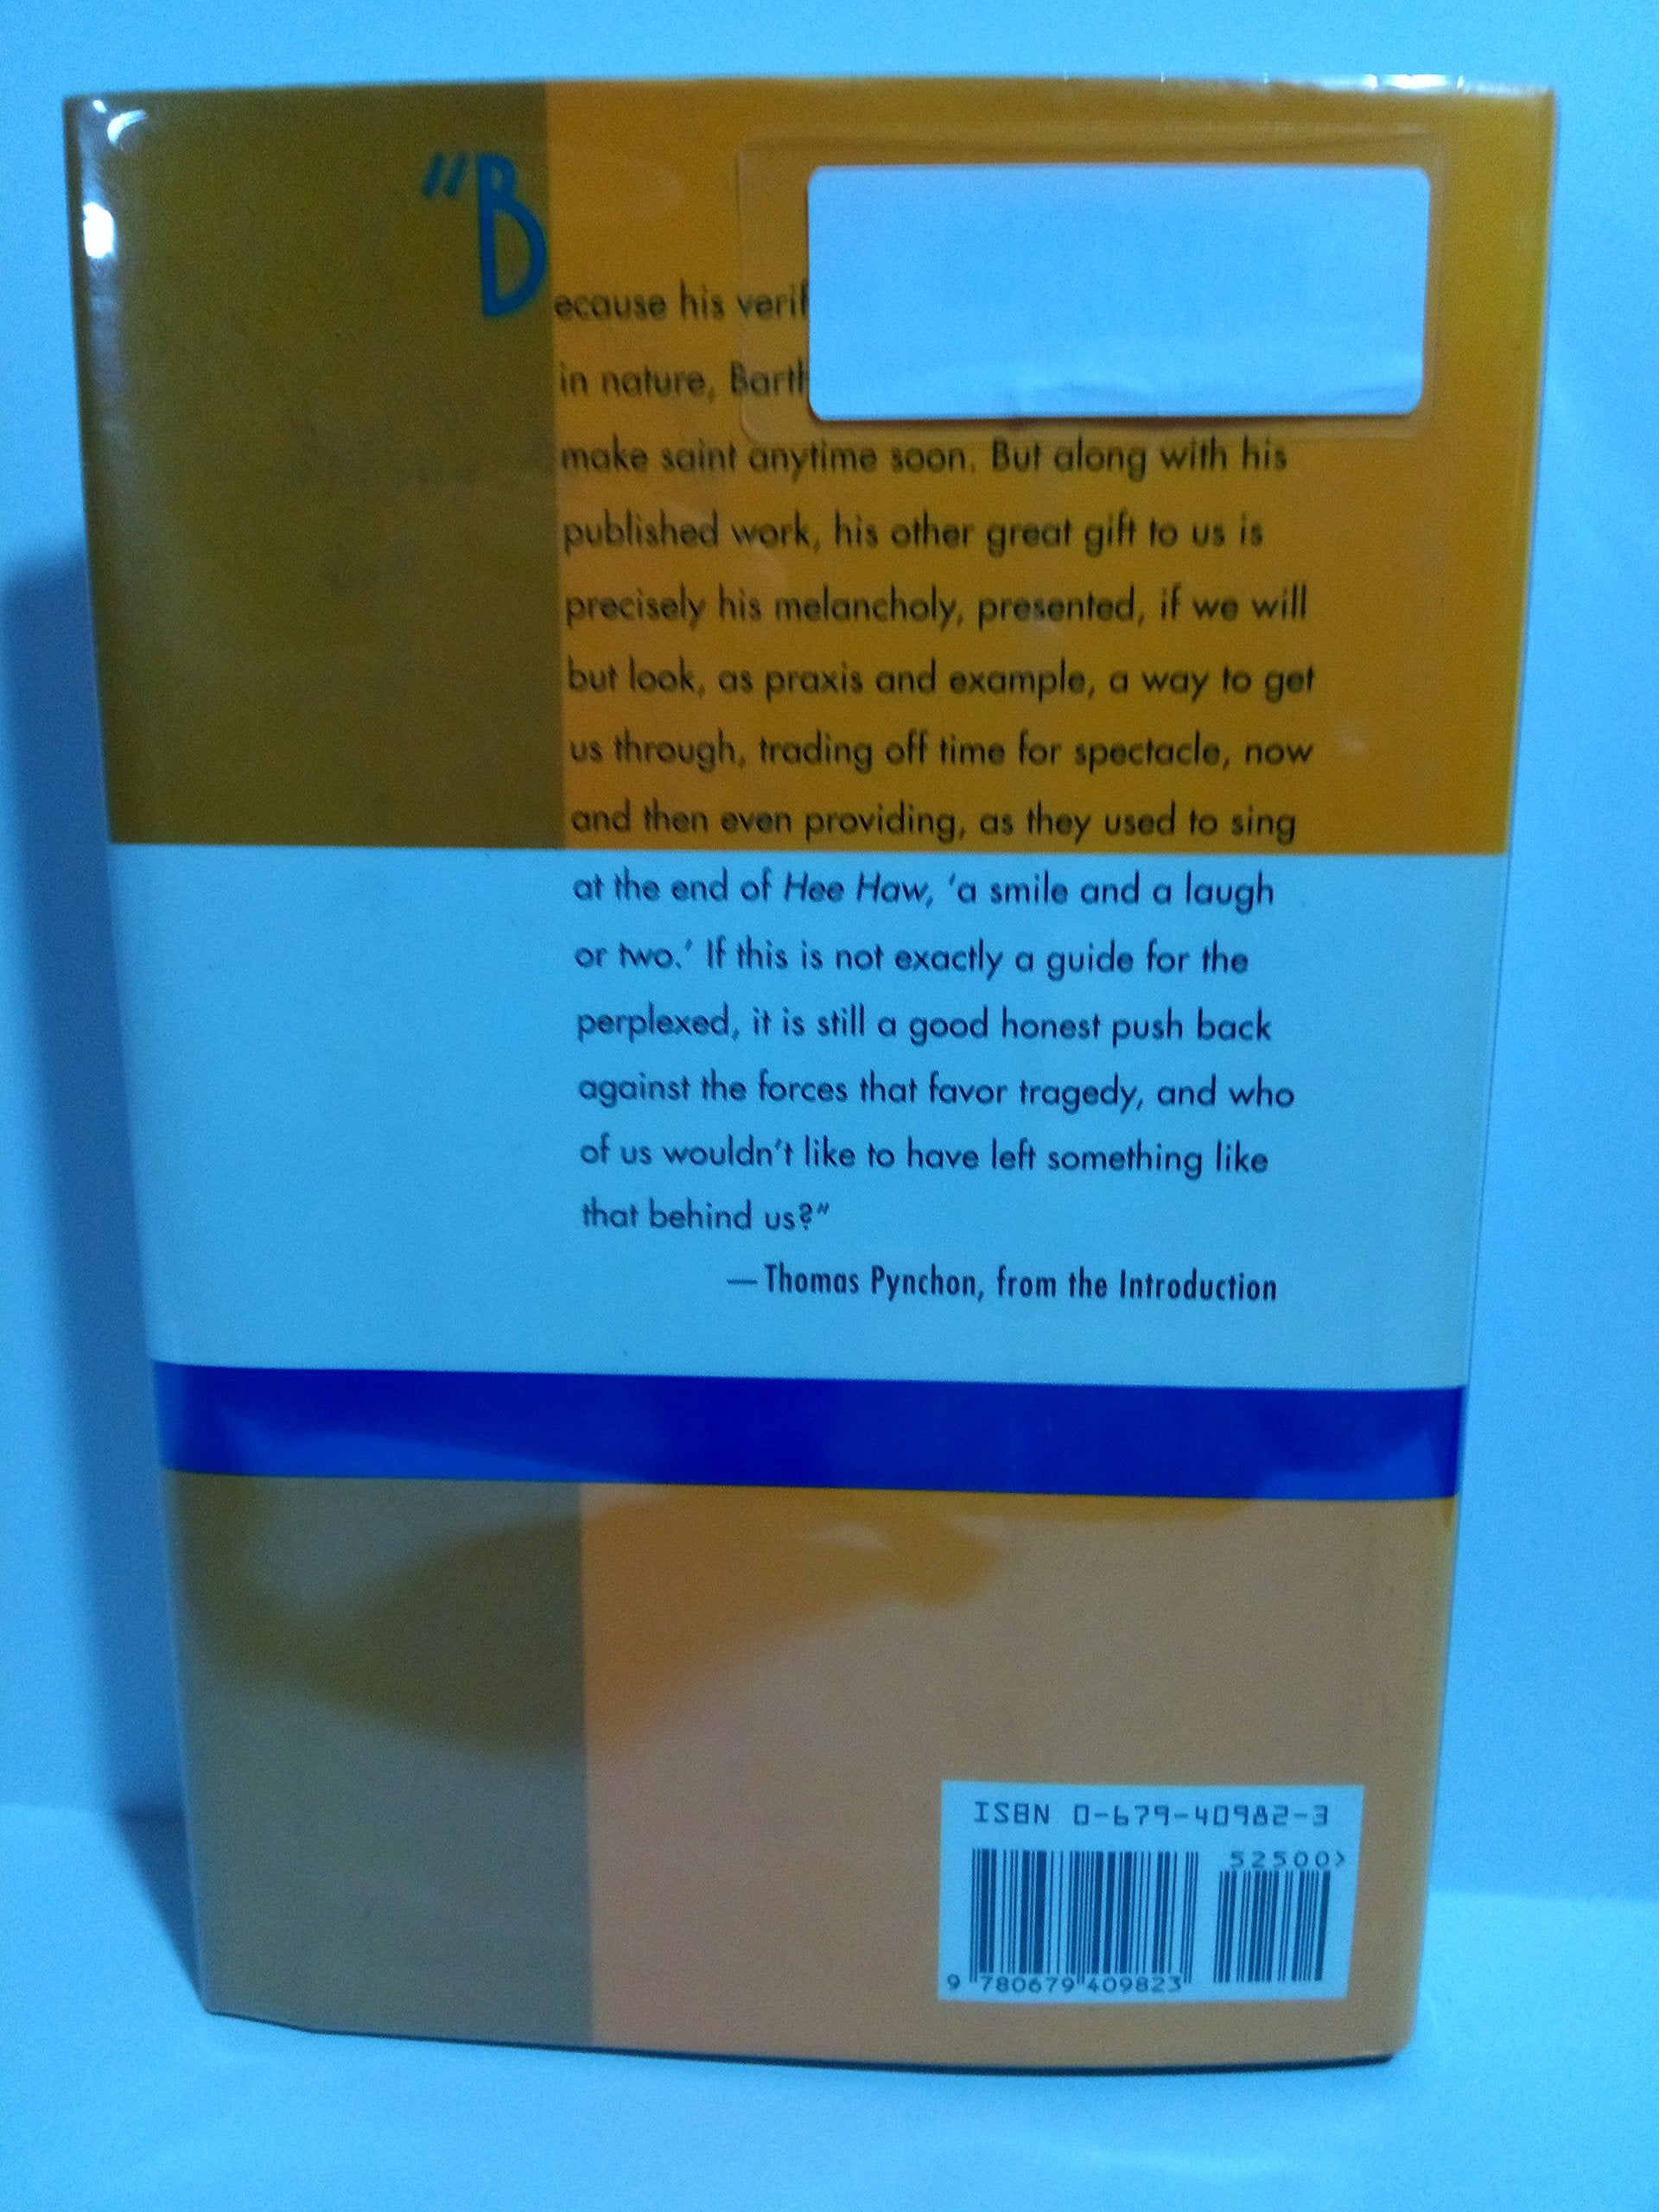 "Because his verif
in nature, Barth
make saint anytime soon. But along with his
published work, his other great gift to us is
precisely his melancholy, presented, if we will
but look, as praxis and example, a way to get
us through, trading off time for spectacle, now
and then even providing, as they used to sing
at the end of Hee Haw, 'a smile and a laugh
or two.' If this is not exactly a guide for the
perplexed, it is still a good honest push back
against the forces that favor tragedy, and who
of us wouldn't like to have left something like
that behind us?"
—Thomas Pynchon, from the Introduction
ISBN 0-679-40982-3
52500>
9 780679 409823